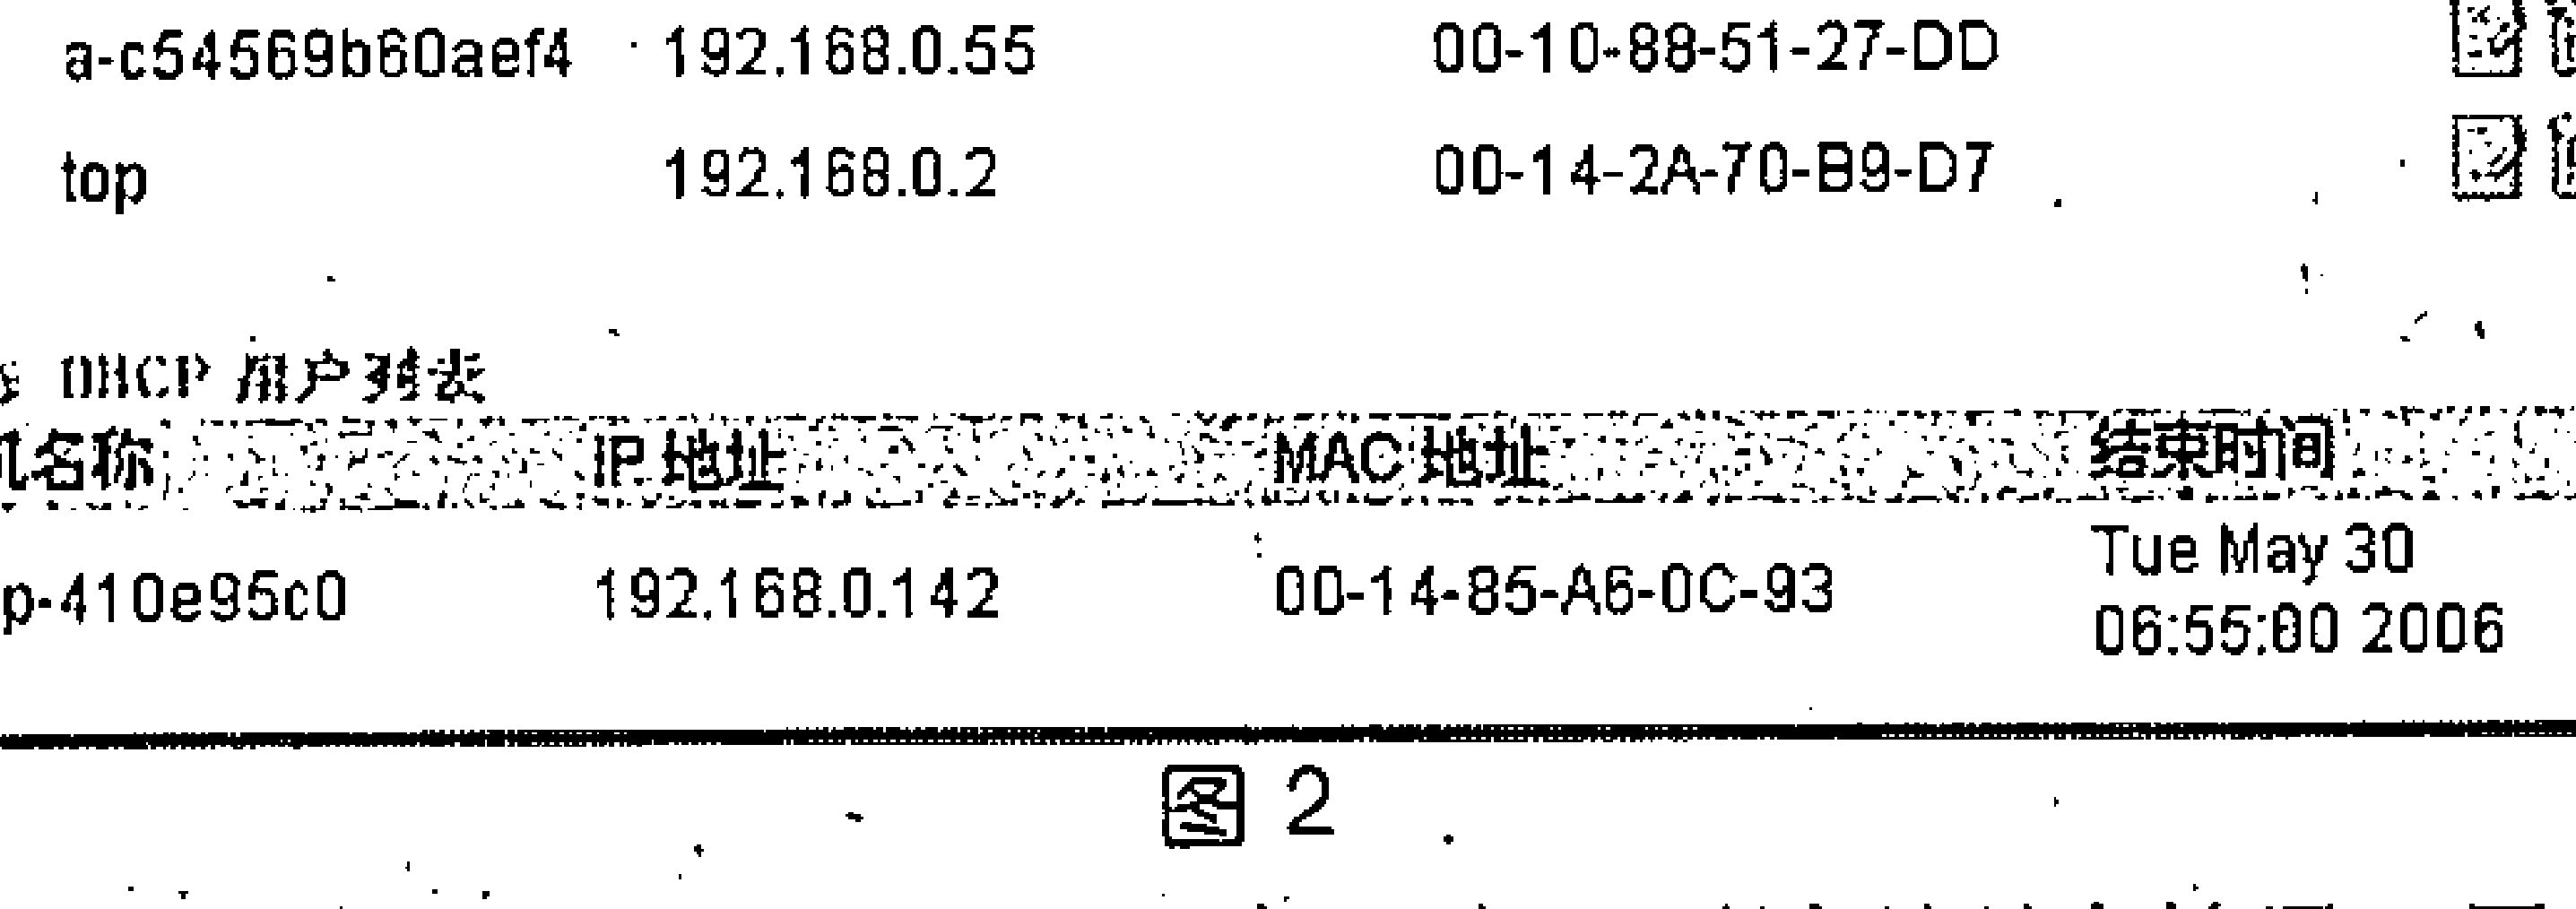 a-c54569b60aef4 192.168.0.55 00-10-88-51-27-DD
top 192.168.0.2 00-14-2A-70-B9-D7
DHCP 用户列表
机名称 IP 地址 MAC 地址 结束时间
p-410e95c0 192.168.0.142 00-14-85-A6-0C-93 Tue May 30
06:55:00 2006
图 2